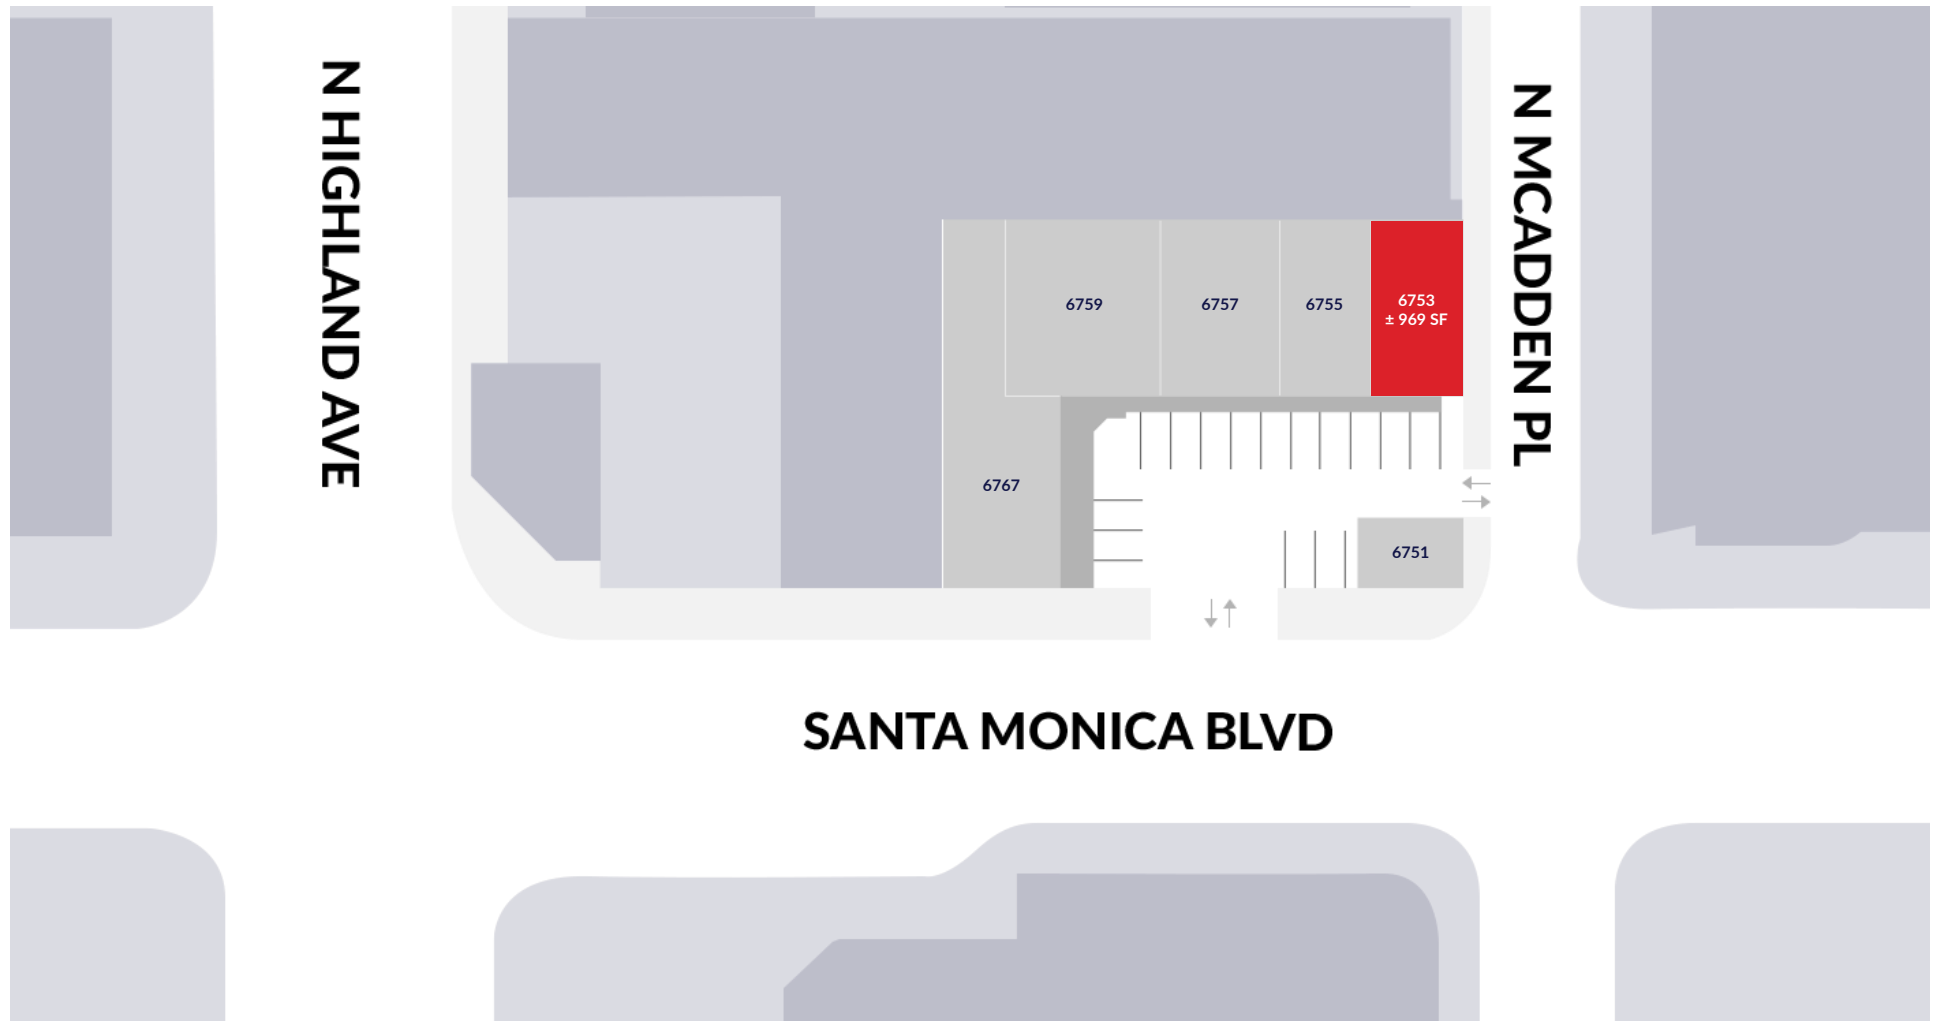 N HIGHLAND AVE
N MCADDEN PL
6759
6757
6755
6753
± 969 SF
6767
6751
SANTA MONICA BLVD